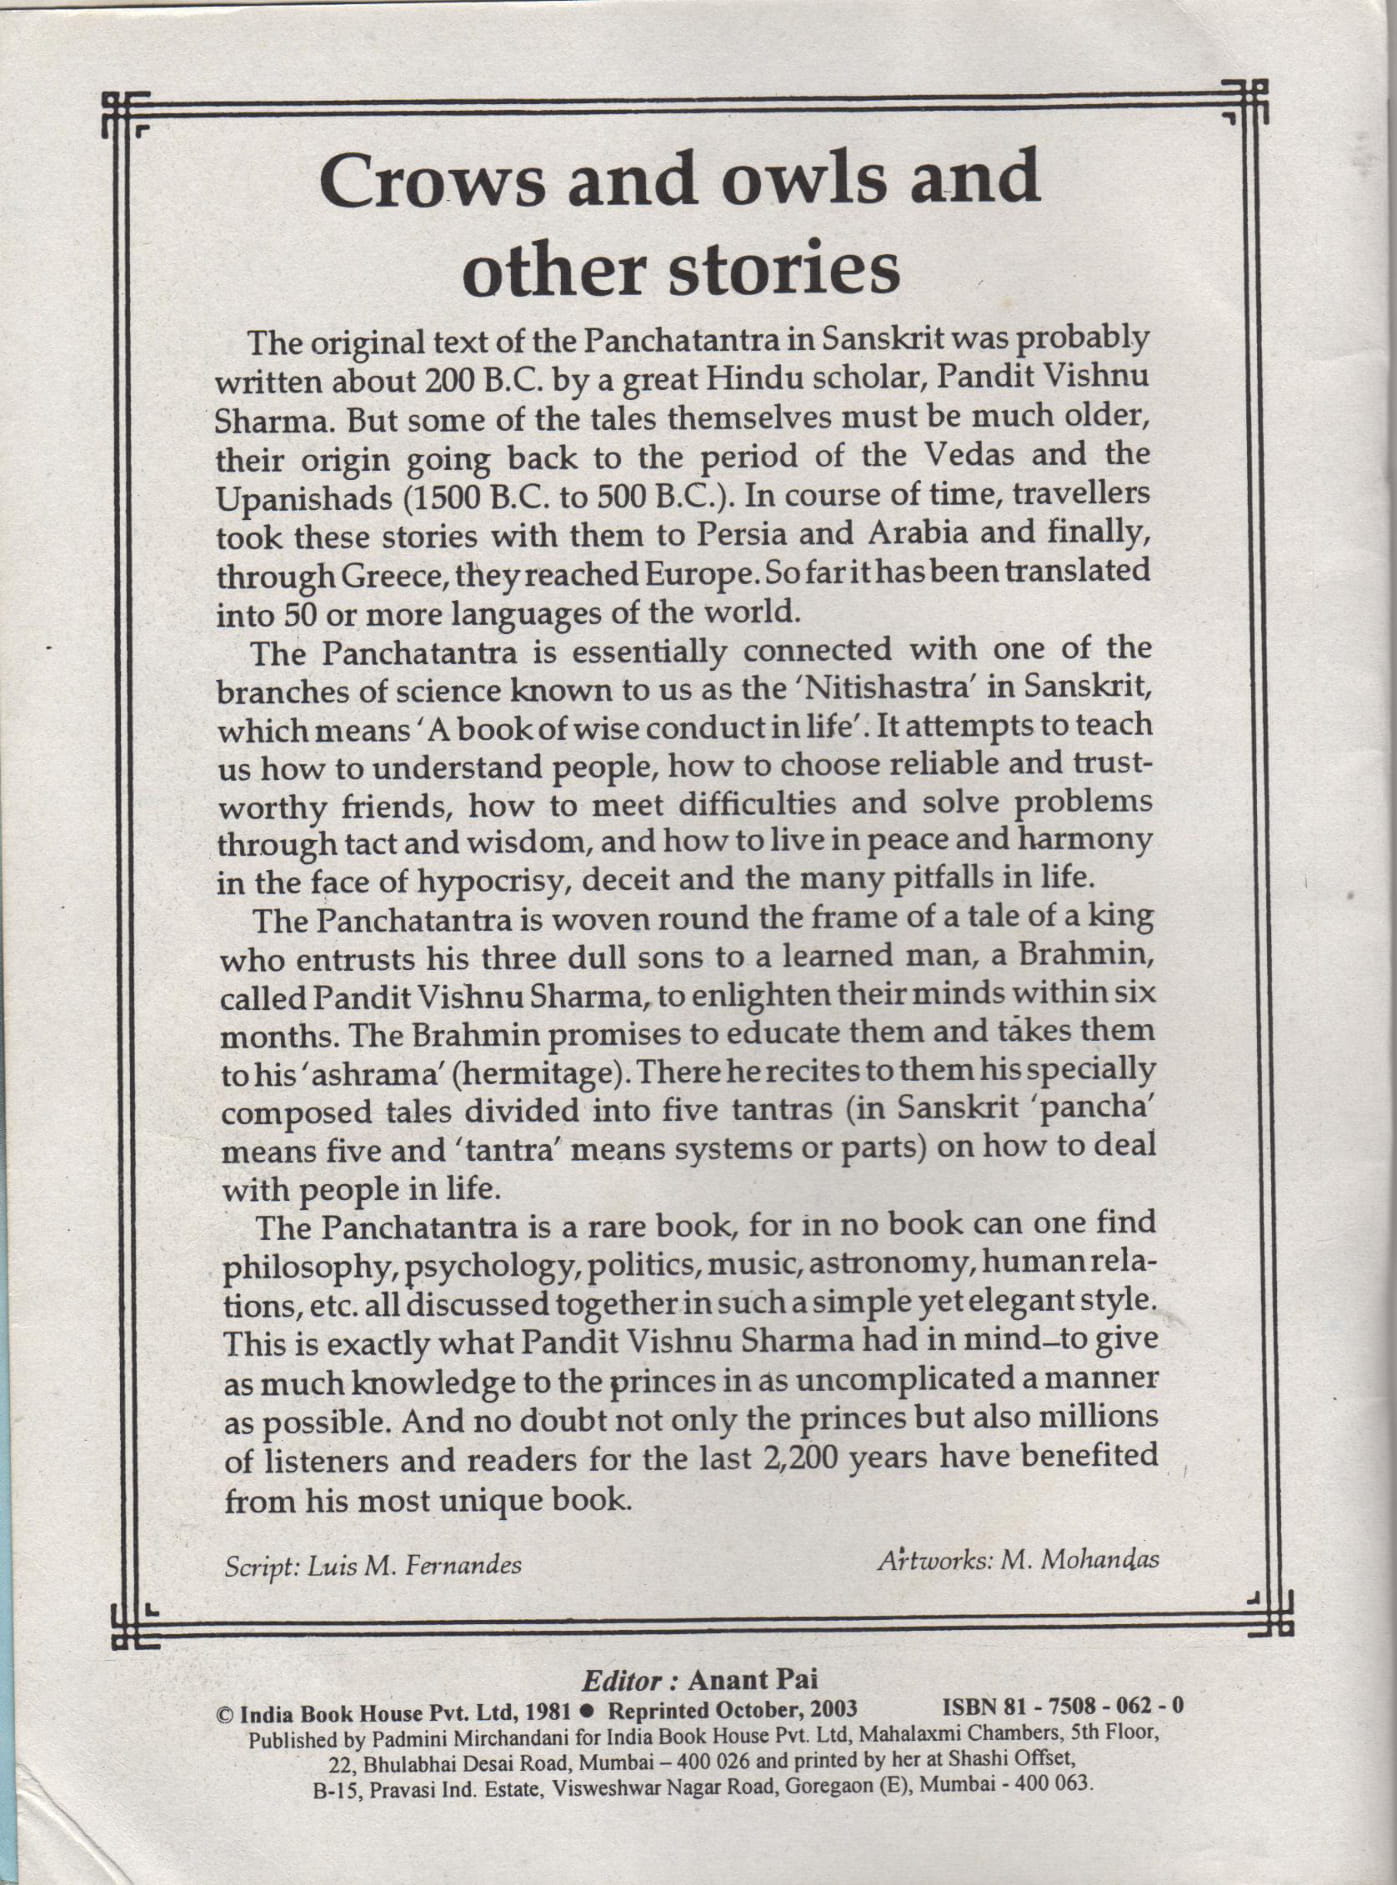 Crows and owls and
other stories
The original text of the Panchatantra in Sanskrit was probably
written about 200 B.C. by a great Hindu scholar, Pandit Vishnu
Sharma. But some of the tales themselves must be much older,
their origin going back to the period of the Vedas and the
Upanishads (1500 B.C. to 500 B.C.). In course of time, travellers
took these stories with them to Persia and Arabia and finally,
through Greece, they reached Europe. So far it has been translated
into 50 or more languages of the world.
The Panchatantra is essentially connected with one of the
branches of science known to us as the 'Nitishastra' in Sanskrit,
which means 'A book of wise conduct in life'. It attempts to teach
us how to understand people, how to choose reliable and trust-
worthy friends, how to meet difficulties and solve problems
through tact and wisdom, and how to live in peace and harmony
in the face of hypocrisy, deceit and the many pitfalls in life.
The Panchatantra is woven round the frame of a tale of a king
who entrusts his three dull sons to a learned man, a Brahmin,
called Pandit Vishnu Sharma, to enlighten their minds within six
months. The Brahmin promises to educate them and takes them
to his 'ashrama' (hermitage). There he recites to them his specially
composed tales divided into five tantras (in Sanskrit 'pancha'
means five and 'tantra' means systems or parts) on how to deal
with people in life.
The Panchatantra is a rare book, for in no book can one find
philosophy, psychology, politics, music, astronomy, human rela-
tions, etc. all discussed together in such a simple yet elegant style.
This is exactly what Pandit Vishnu Sharma had in mind–to give
as much knowledge to the princes in as uncomplicated a manner
as possible. And no doubt not only the princes but also millions
of listeners and readers for the last 2,200 years have benefited
from his most unique book.
Script: Luis M. Fernandes Artworks: M. Mohandas
Editor : Anant Pai
© India Book House Pvt. Ltd, 1981 ● Reprinted October, 2003 ISBN 81 - 7508 - 062 - 0
Published by Padmini Mirchandani for India Book House Pvt. Ltd, Mahalaxmi Chambers, 5th Floor,
22, Bhulabhai Desai Road, Mumbai – 400 026 and printed by her at Shashi Offset,
B-15, Pravasi Ind. Estate, Visweshwar Nagar Road, Goregaon (E), Mumbai - 400 063.